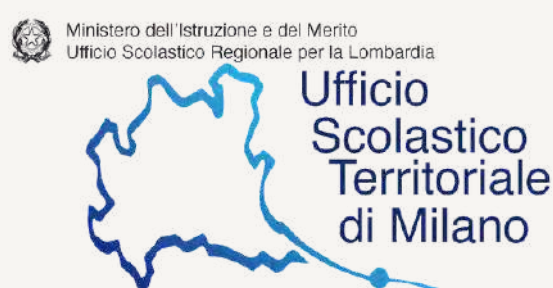 Ministero dell'Istruzione e del Merito
Ufficio Scolastico Regionale per la Lombardia
Ufficio
Scolastico
Territoriale
di Milano